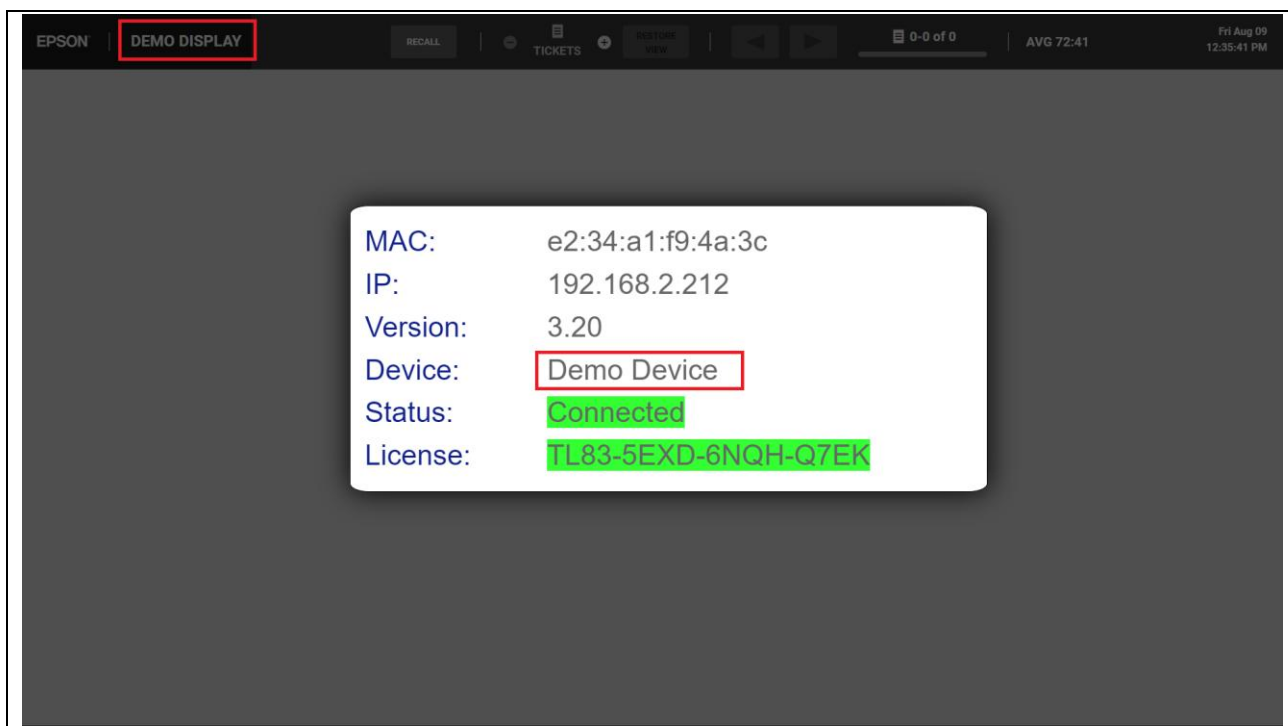 EPSON
DEMO DISPLAY
RECALL
TICKETS
RESTORE
VIEW
0-0 of 0
AVG 72:41
Fri Aug 09
12:35:41 PM
MAC: e2:34:a1:f9:4a:3c
IP: 192.168.2.212
Version: 3.20
Device: Demo Device
Status: Connected
License: TL83-5EXD-6NQH-Q7EK